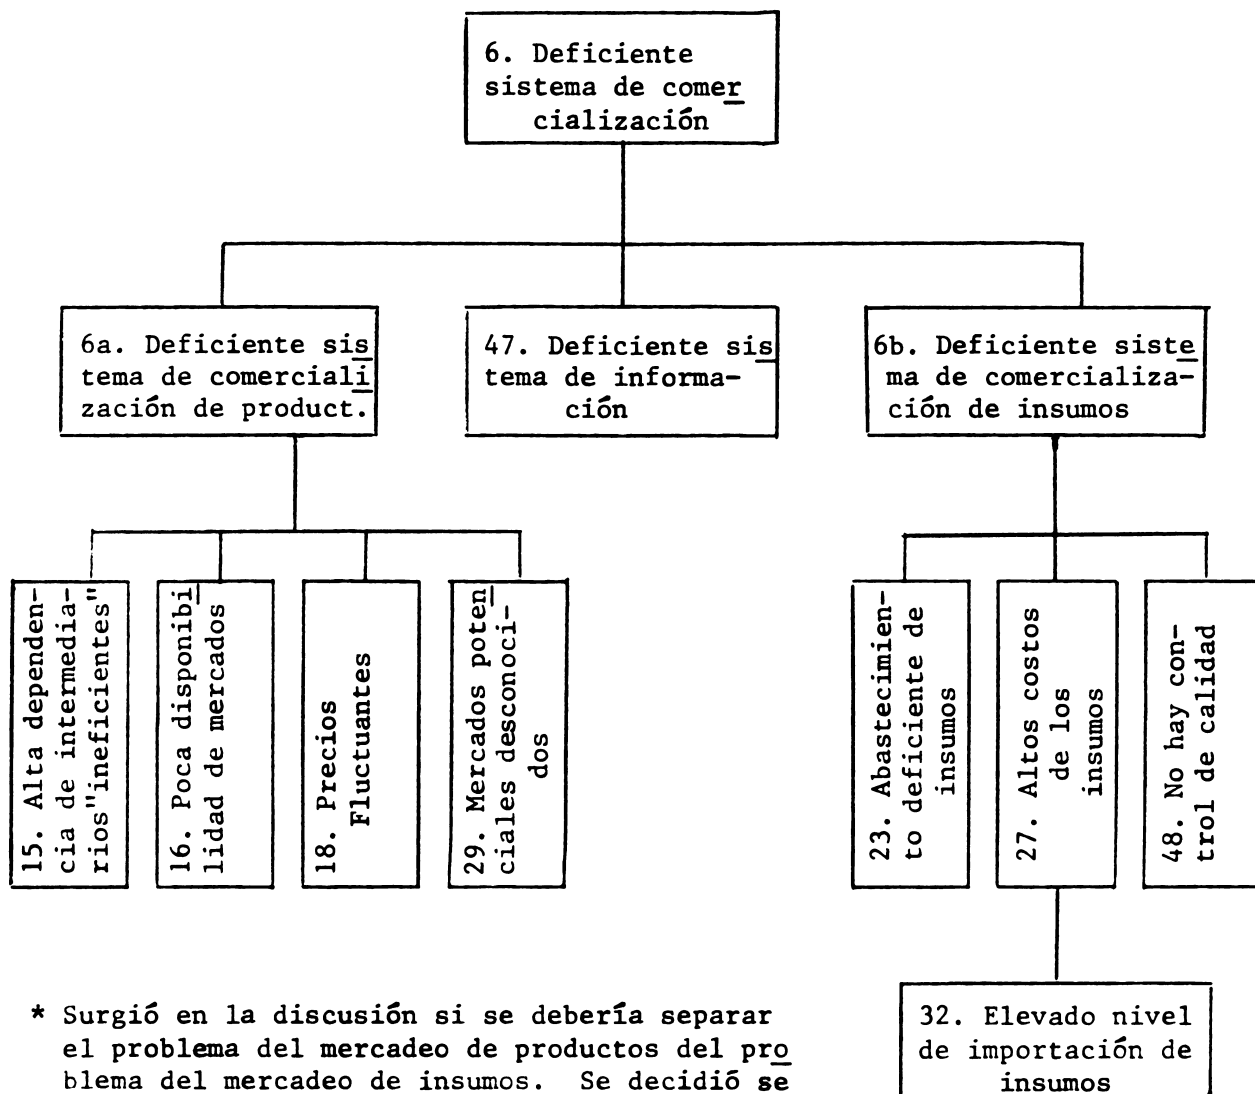 6. Deficiente
sistema de comer
cialización
6a. Deficiente sis
tema de comerciali
zación de product.
47. Deficiente sis
tema de informa-
ción
6b. Deficiente siste
ma de comercializa-
ción de insumos
15. Alta dependen-
cia de intermedia-
rios"ineficientes"
16. Poca disponibi
lidad de mercados
18. Precios
Fluctuantes
29. Mercados poten
ciales desconoci-
dos
23. Abastecimien-
to deficiente de
insumos
27. Altos costos
de los
insumos
48. No hay con-
trol de calidad
32. Elevado nivel
de importación de
insumos
* Surgió en la discusión si se debería separar
el problema del mercadeo de productos del pro
blema del mercadeo de insumos. Se decidió se